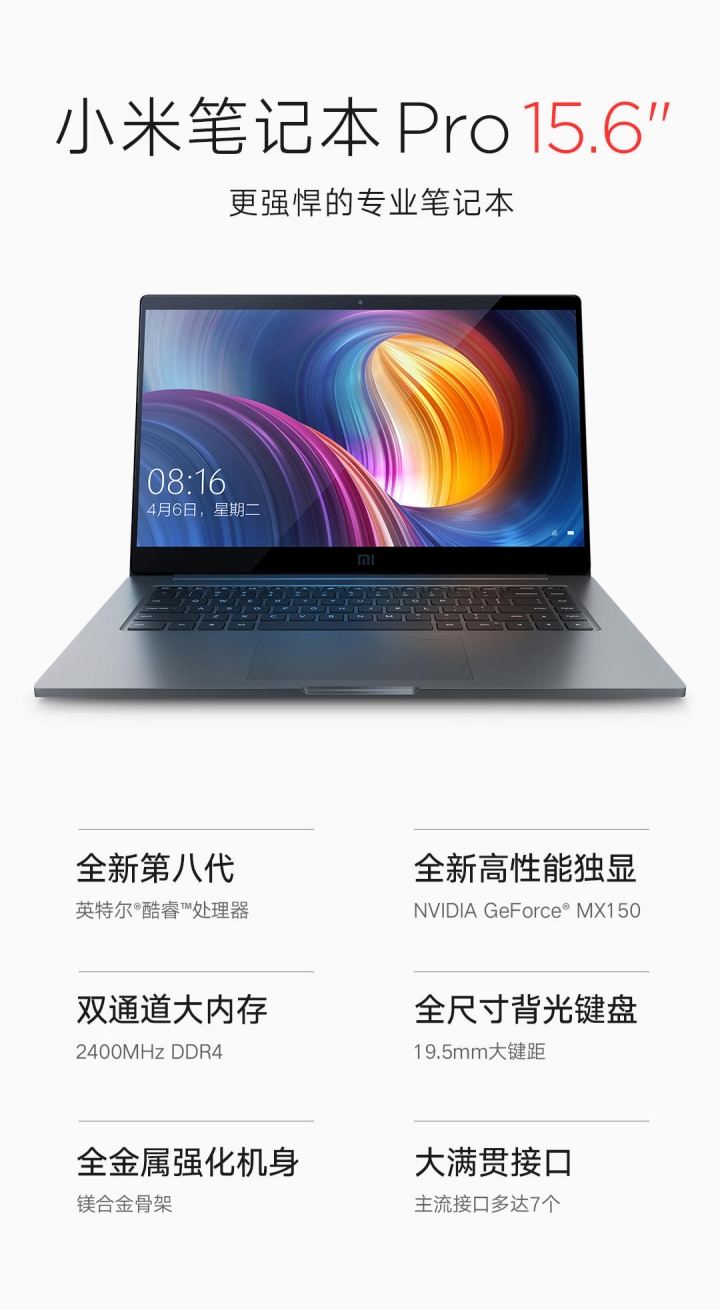 小米笔记本 Pro 15.6"
更强悍的专业笔记本
08:16
4月6日，星期二
mi
全新第八代
英特尔®酷睿™处理器
全新高性能独显
NVIDIA GeForce® MX150
双通道大内存
2400MHz DDR4
全尺寸背光键盘
19.5mm大键距
全金属强化机身
镁合金骨架
大满贯接口
主流接口多达7个